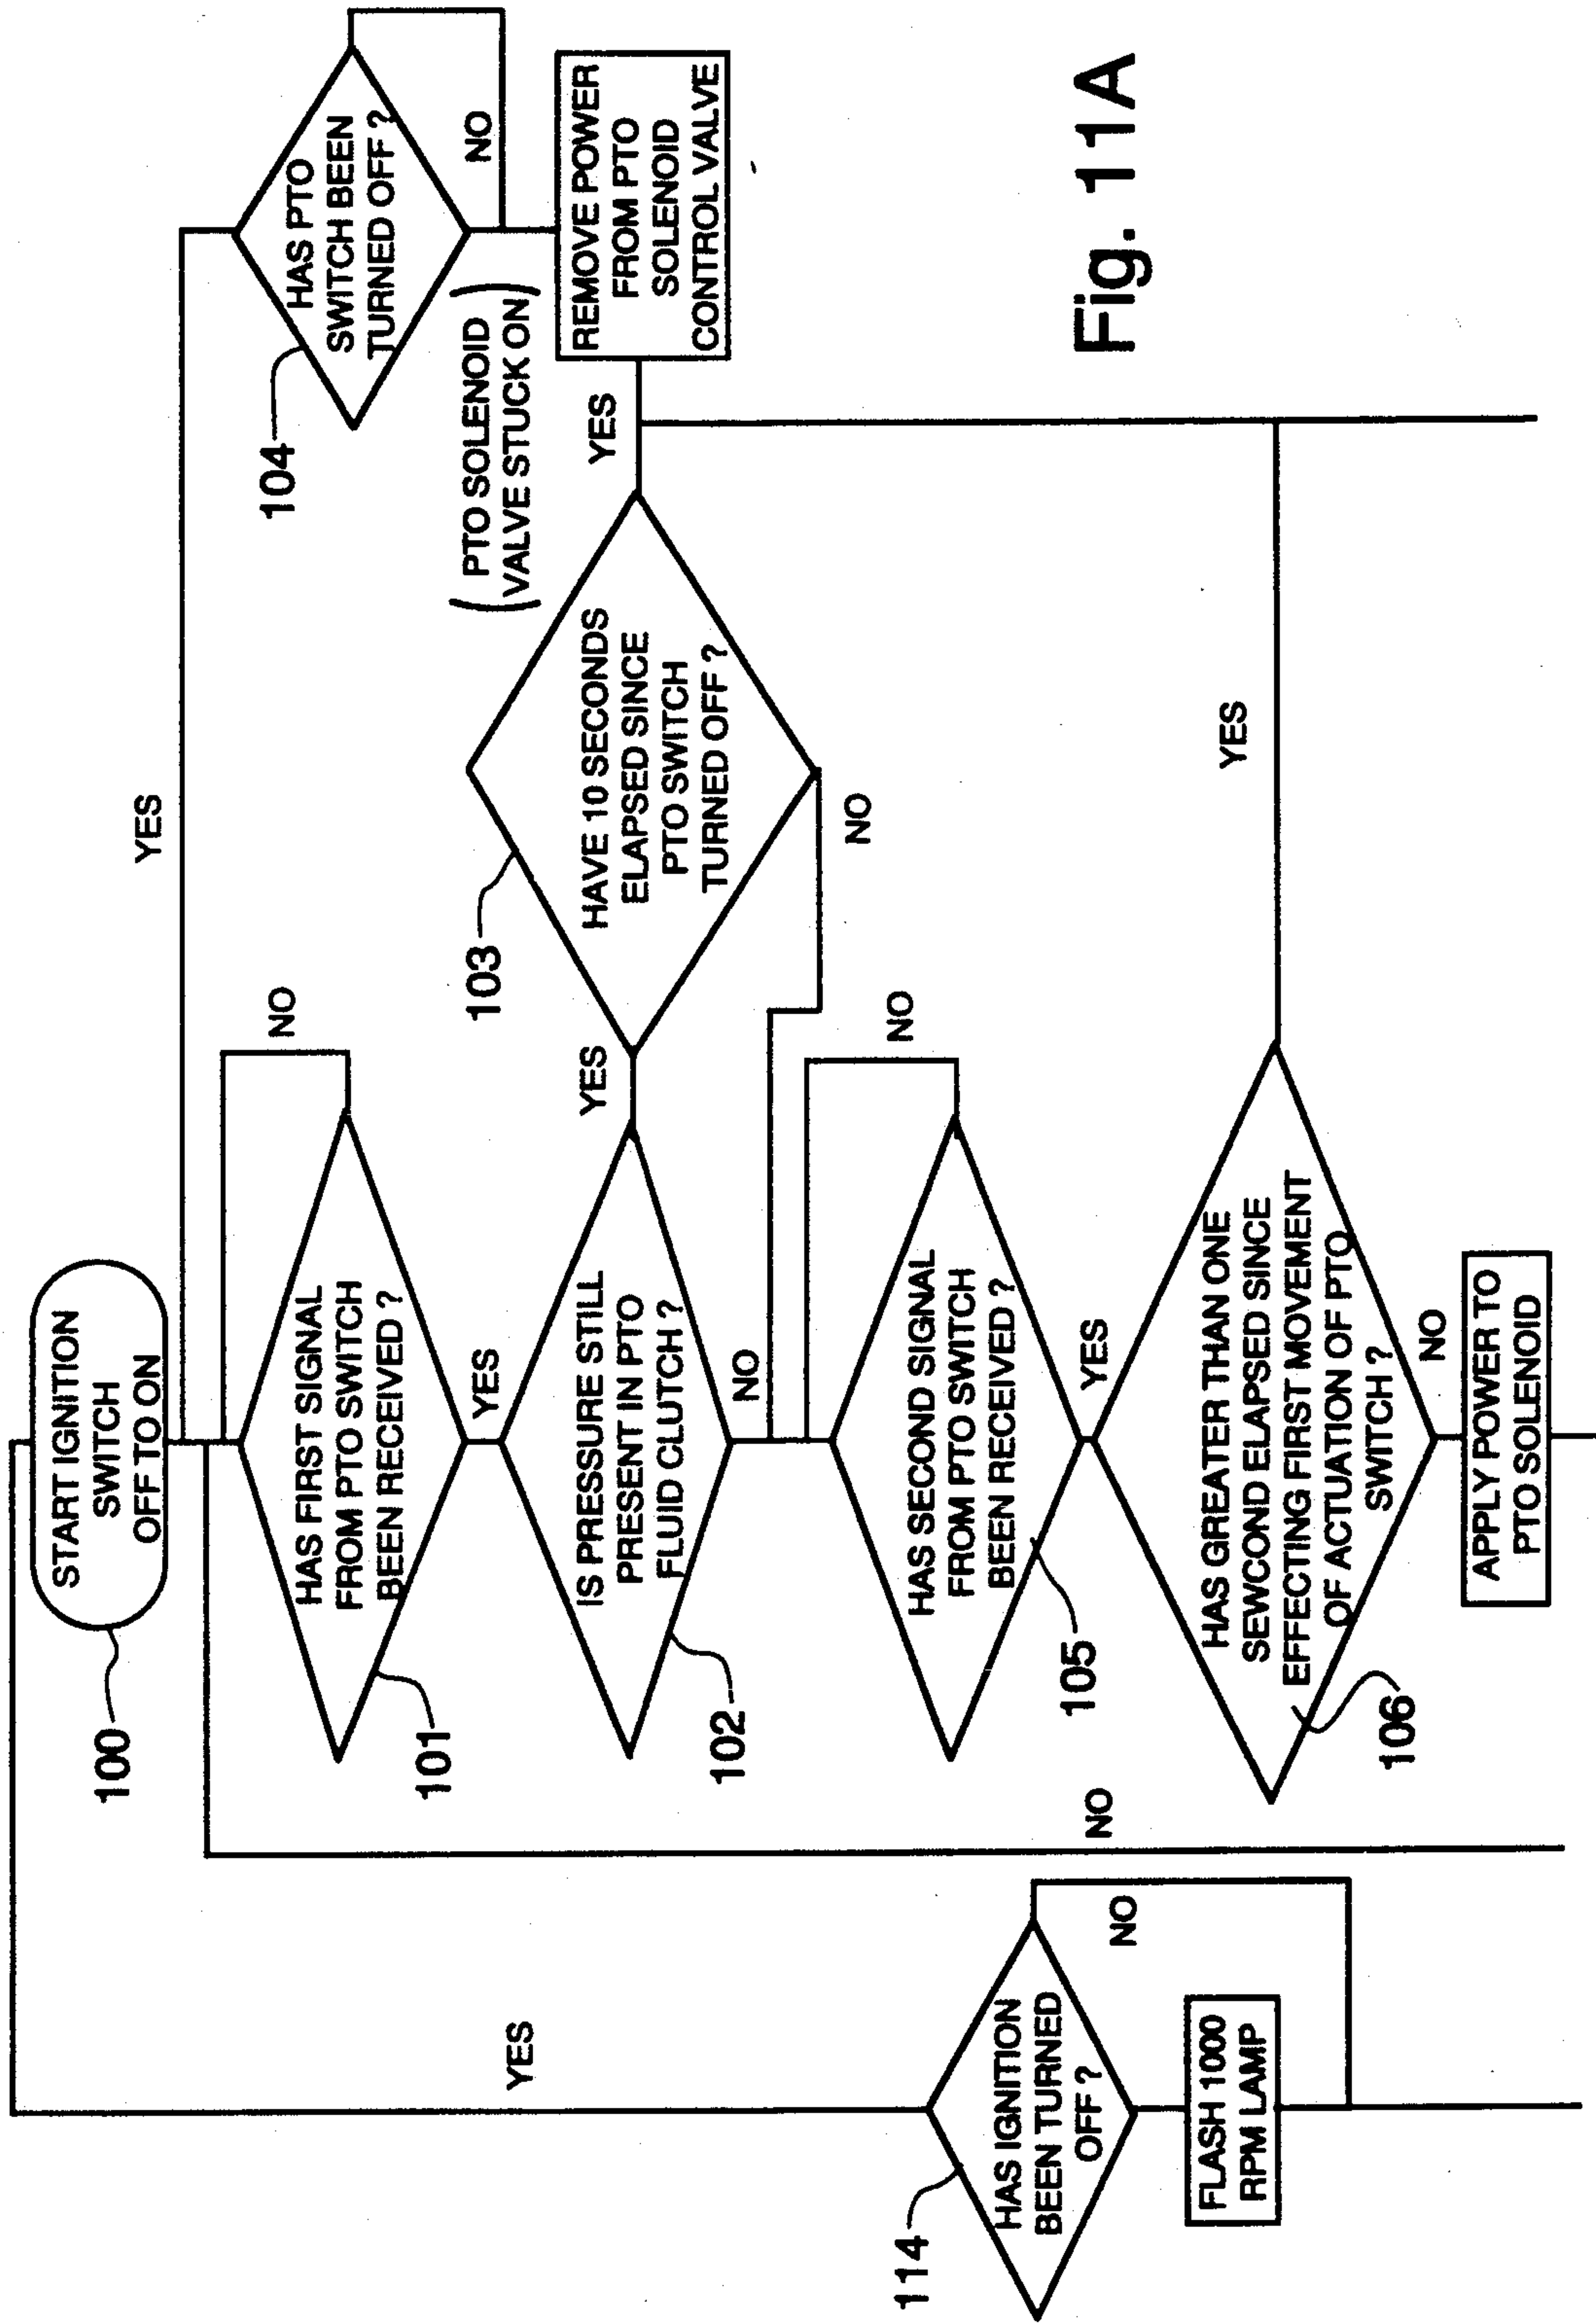 START IGNITION
SWITCH
OFF TO ON
100
YES
HAS FIRST SIGNAL
FROM PTO SWITCH
BEEN RECEIVED ?
101
NO
HAS PTO
SWITCH BEEN
TURNED OFF ?
104
NO
YES
IS PRESSURE STILL
PRESENT IN PTO
FLUID CLUTCH ?
102
YES
HAVE 10 SECONDS
ELAPSED SINCE
PTO SWITCH
TURNED OFF ?
103
(PTO SOLENOID
VALVE STUCK ON)
YES
REMOVE POWER
FROM PTO
SOLENOID
CONTROL VALVE
NO
NO
HAS SECOND SIGNAL
FROM PTO SWITCH
BEEN RECEIVED ?
105
NO
YES
HAS GREATER THAN ONE
SEWCOND ELAPSED SINCE
EFFECTING FIRST MOVEMENT
OF ACTUATION OF PTO
SWITCH ?
106
YES
NO
APPLY POWER TO
PTO SOLENOID
NO
YES
HAS IGNITION
BEEN TURNED
OFF ?
114
NO
FLASH 1000
RPM LAMP
Fig. 11A